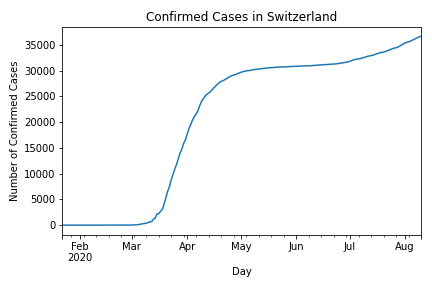 Confirmed Cases in Switzerland
Number of Confirmed Cases
35000
30000
25000
20000
15000
10000
5000
0
Feb Mar Apr May Jun Jul Aug
2020
Day